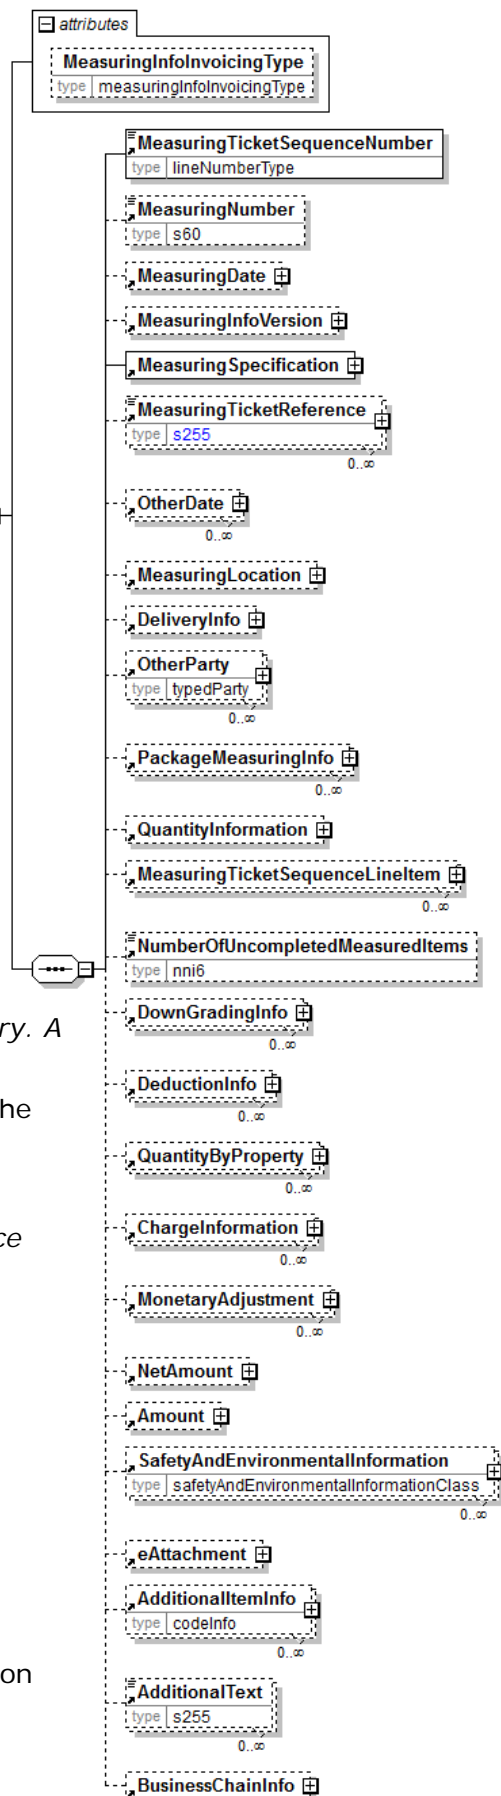 attributes
MeasuringInfoInvoicingType
type measuringInfoInvoicingType
MeasuringTicketSequenceNumber
type lineNumberType
MeasuringNumber
type s60
MeasuringDate
MeasuringInfoVersion
MeasuringSpecification
MeasuringTicketReference
type s255
0..∞
OtherDate
0..∞
MeasuringLocation
DeliveryInfo
OtherParty
type typedParty
0..∞
PackageMeasuringInfo
0..∞
QuantityInformation
MeasuringTicketSequenceLineItem
0..∞
NumberOfUncompletedMeasuredItems
type nni6
DownGradingInfo
ry. A
0..∞
DeductionInfo
he
0..∞
QuantityByProperty
0..∞
ChargeInformation
ce
0..∞
MonetaryAdjustment
0..∞
NetAmount
Amount
SafetyAndEnvironmentalInformation
type safetyAndEnvironmentalInformationClass
0..∞
eAttachment
AdditionalItemInfo
type codeInfo
0..∞
on
AdditionalText
type s255
0..∞
BusinessChainInfo